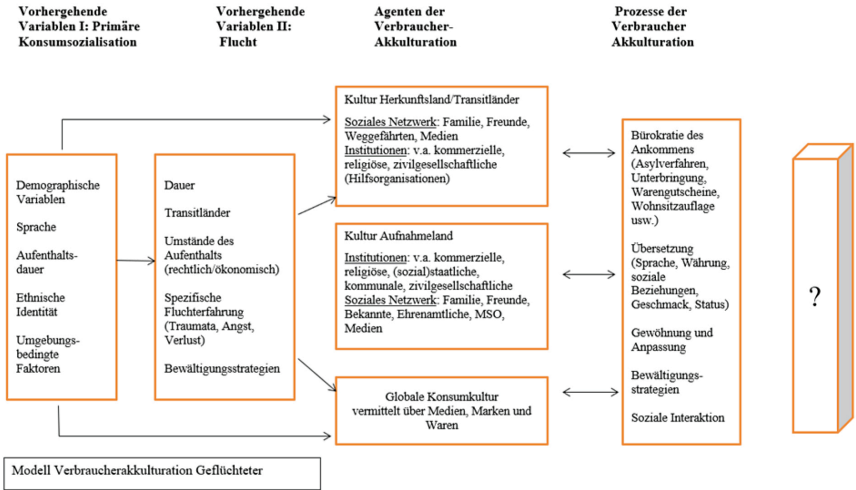 Vorhergehende
Variablen I: Primäre
Konsumsozialisation
Vorhergehende
Variablen II:
Flucht
Agenten der
Verbraucher-
Akkulturation
Prozesse der
Verbraucher
Akkulturation
Demographische
Variablen
Sprache
Aufenthalts-
dauer
Ethnische
Identität
Umgebungs-
bedingte
Faktoren
Dauer
Transitländer
Umstände des
Aufenthalts
(rechtlich/ökonomisch)
Spezifische
Fluchterfahrung
(Traumata, Angst,
Verlust)
Bewältigungsstrategien
Kultur Herkunftsland/Transitländer
Soziales Netzwerk: Familie, Freunde,
Weggefährten, Medien
Institutionen: v.a. kommerzielle,
religiöse, zivilgesellschaftliche
(Hilfsorganisationen)
Kultur Aufnahmeland
Institutionen: v.a. kommerzielle,
religiöse, (sozial)staatliche,
kommunale, zivilgesellschaftliche
Soziales Netzwerk: Familie, Freunde,
Bekannte, Ehrenamtliche, MSO,
Medien
Globale Konsumkultur
vermittelt über Medien, Marken und
Waren
Bürokratie des
Ankommens
(Asylverfahren,
Unterbringung,
Warengutscheine,
Wohnsitzauflage
usw.)
Übersetzung
(Sprache, Währung,
soziale
Beziehungen,
Geschmack, Status)
Gewöhnung und
Anpassung
Bewältigungs-
strategien
Soziale Interaktion
?
Modell Verbraucherakkulturation Geflüchteter